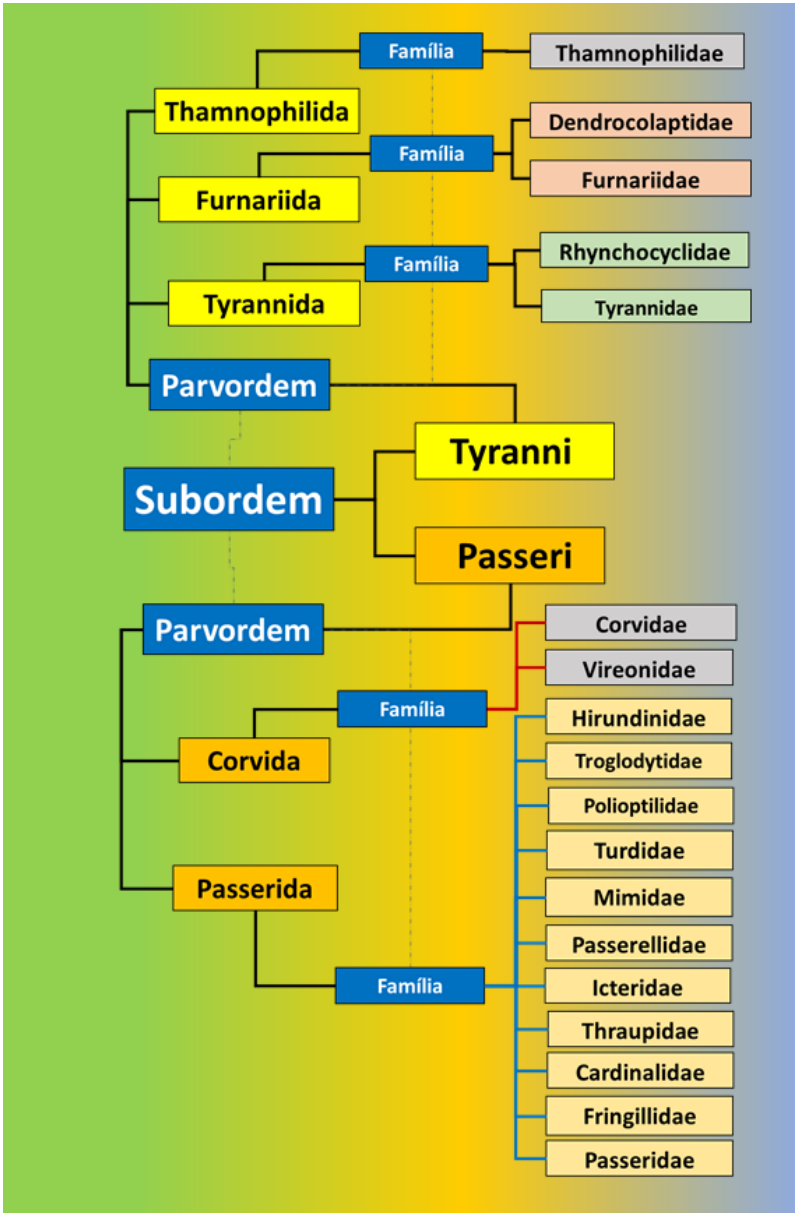 Família
Thamnophilidae
Thamnophilida
Dendrocolaptidae
Família
Furnariidae
Furnariida
Rhynchocyclidae
Família
Tyrannida
Tyrannidae
Parvordem
Tyranni
Subordem
Passeri
Parvordem
Corvidae
Vireonidae
Família
Hirundinidae
Corvida
Troglodytidae
Polioptilidae
Turdidae
Passerida
Mimidae
Passerellidae
Família
Icteridae
Thraupidae
Cardinalidae
Fringillidae
Passeridae